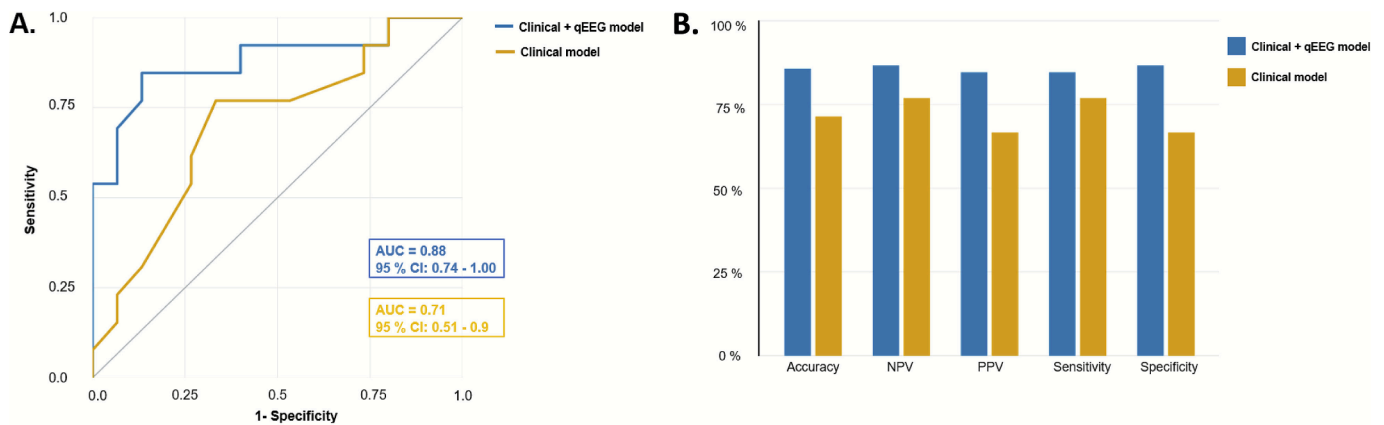 A.
1.0
0.75
0.5
0.25
0.0
Sensitivity
0.0
0.25
0.5
0.75
1.0
1- Specificity
Clinical + qEEG model
Clinical model
AUC = 0.88
95 % CI: 0.74 - 1.00
AUC = 0.71
95 % CI: 0.51 - 0.9
B.
100 %
75 %
50 %
25 %
0 %
Accuracy
NPV
PPV
Sensitivity
Specificity
Clinical + qEEG model
Clinical model